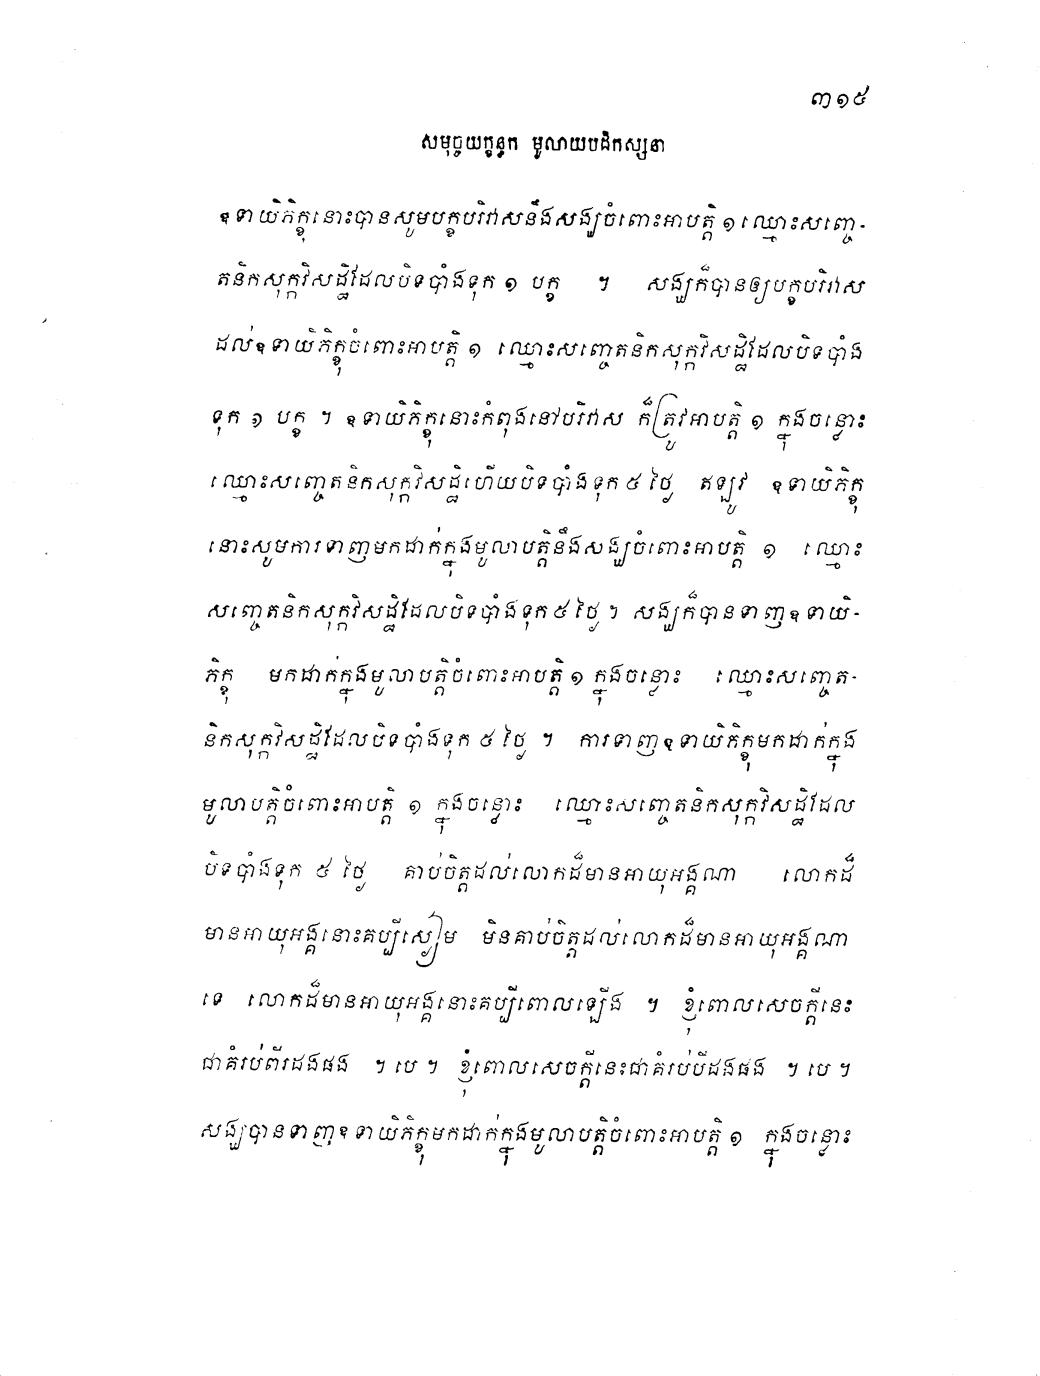 ៣១៥
សមុច្ចយក្ខន្ធក មូលាយបដិកស្សនា
ឧទាយិភិក្ខុនោះបានសូមបក្ខបរិវាសនឹងសង្ឃចំពោះអាបត្តិ ១ ឈ្មោះសញ្ចេ-
តនិកសុក្កវិសដ្ឋិដែលបិទបាំងទុក ១ បក្ខ ។ សង្ឃក៏បានឲ្យបក្ខបរិវាស
ដល់ឧទាយិភិក្ខុចំពោះអាបត្តិ ១ ឈ្មោះសញ្ចេតនិកសុក្កវិសដ្ឋិដែលបិទបាំង
ទុក ១ បក្ខ ។ ឧទាយិភិក្ខុនោះកំពុងនៅបរិវាស ក៏ត្រូវអាបត្តិ ១ ក្នុងចន្លោះ
ឈ្មោះសញ្ចេតនិកសុក្កវិសដ្ឋិហើយបិទបាំងទុក ៥ ថ្ងៃ ឥឡូវ ឧទាយិភិក្ខុ
នោះសូមការទាញមកដាក់ក្នុងមូលាបត្តិនឹងសង្ឃចំពោះអាបត្តិ ១ ឈ្មោះ
សញ្ចេតនិកសុក្កវិសដ្ឋិដែលបិទបាំងទុក ៥ ថ្ងៃ ។ សង្ឃក៏បានទាញឧទាយិ-
ភិក្ខុ មកដាក់ក្នុងមូលាបត្តិចំពោះអាបត្តិ ១ ក្នុងចន្លោះ ឈ្មោះសញ្ចេត-
និកសុក្កវិសដ្ឋិដែលបិទបាំងទុក ៥ ថ្ងៃ ។ ការទាញឧទាយិភិក្ខុមកដាក់ក្នុង
មូលាបត្តិចំពោះអាបត្តិ ១ ក្នុងចន្លោះ ឈ្មោះសញ្ចេតនិកសុក្កវិសដ្ឋិដែល
បិទបាំងទុក ៥ ថ្ងៃ គាប់ចិត្តដល់លោកដ៏មានអាយុអង្គណា លោកដ៏
មានអាយុអង្គនោះគប្បីស្ងៀម មិនគាប់ចិត្តដល់លោកដ៏មានអាយុអង្គណា
ទេ លោកដ៏មានអាយុអង្គនោះគប្បីពោលឡើង ។ ខ្ញុំពោលសេចក្តីនេះ
ជាគំរប់ពីរដងផង ។ បេ ។ ខ្ញុំពោលសេចក្តីនេះជាគំរប់បីដងផង ។ បេ ។
សង្ឃបានទាញឧទាយិភិក្ខុមកដាក់ក្នុងមូលាបត្តិចំពោះអាបត្តិ ១ ក្នុងចន្លោះ